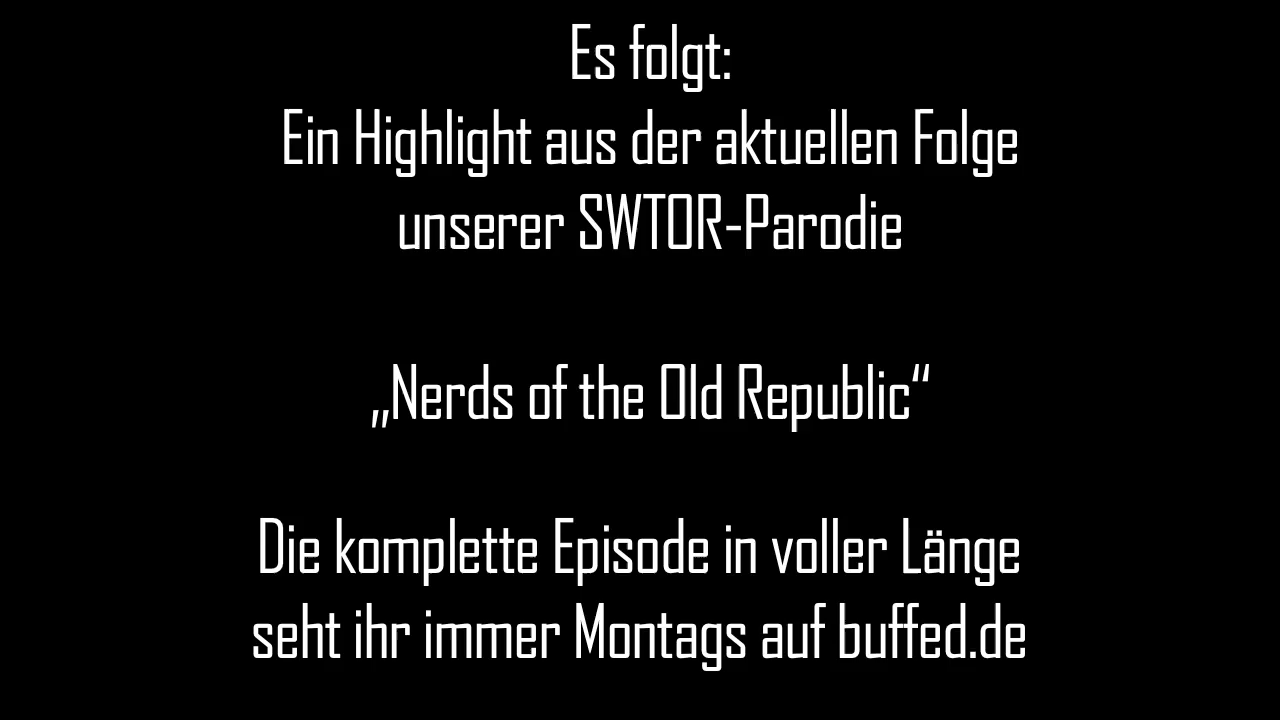 Es folgt:
Ein Highlight aus der aktuellen Folge
unserer SWTOR-Parodie
„Nerds of the Old Republic“
Die komplette Episode in voller Länge
seht ihr immer Montags auf buffed.de